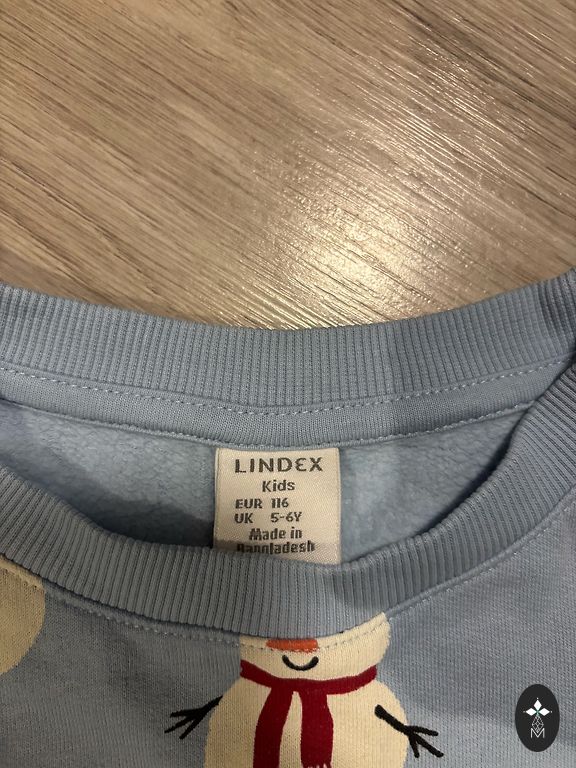 LINDEX
Kids
EUR 116
UK 5-6Y
Made in
Bangladesh
M